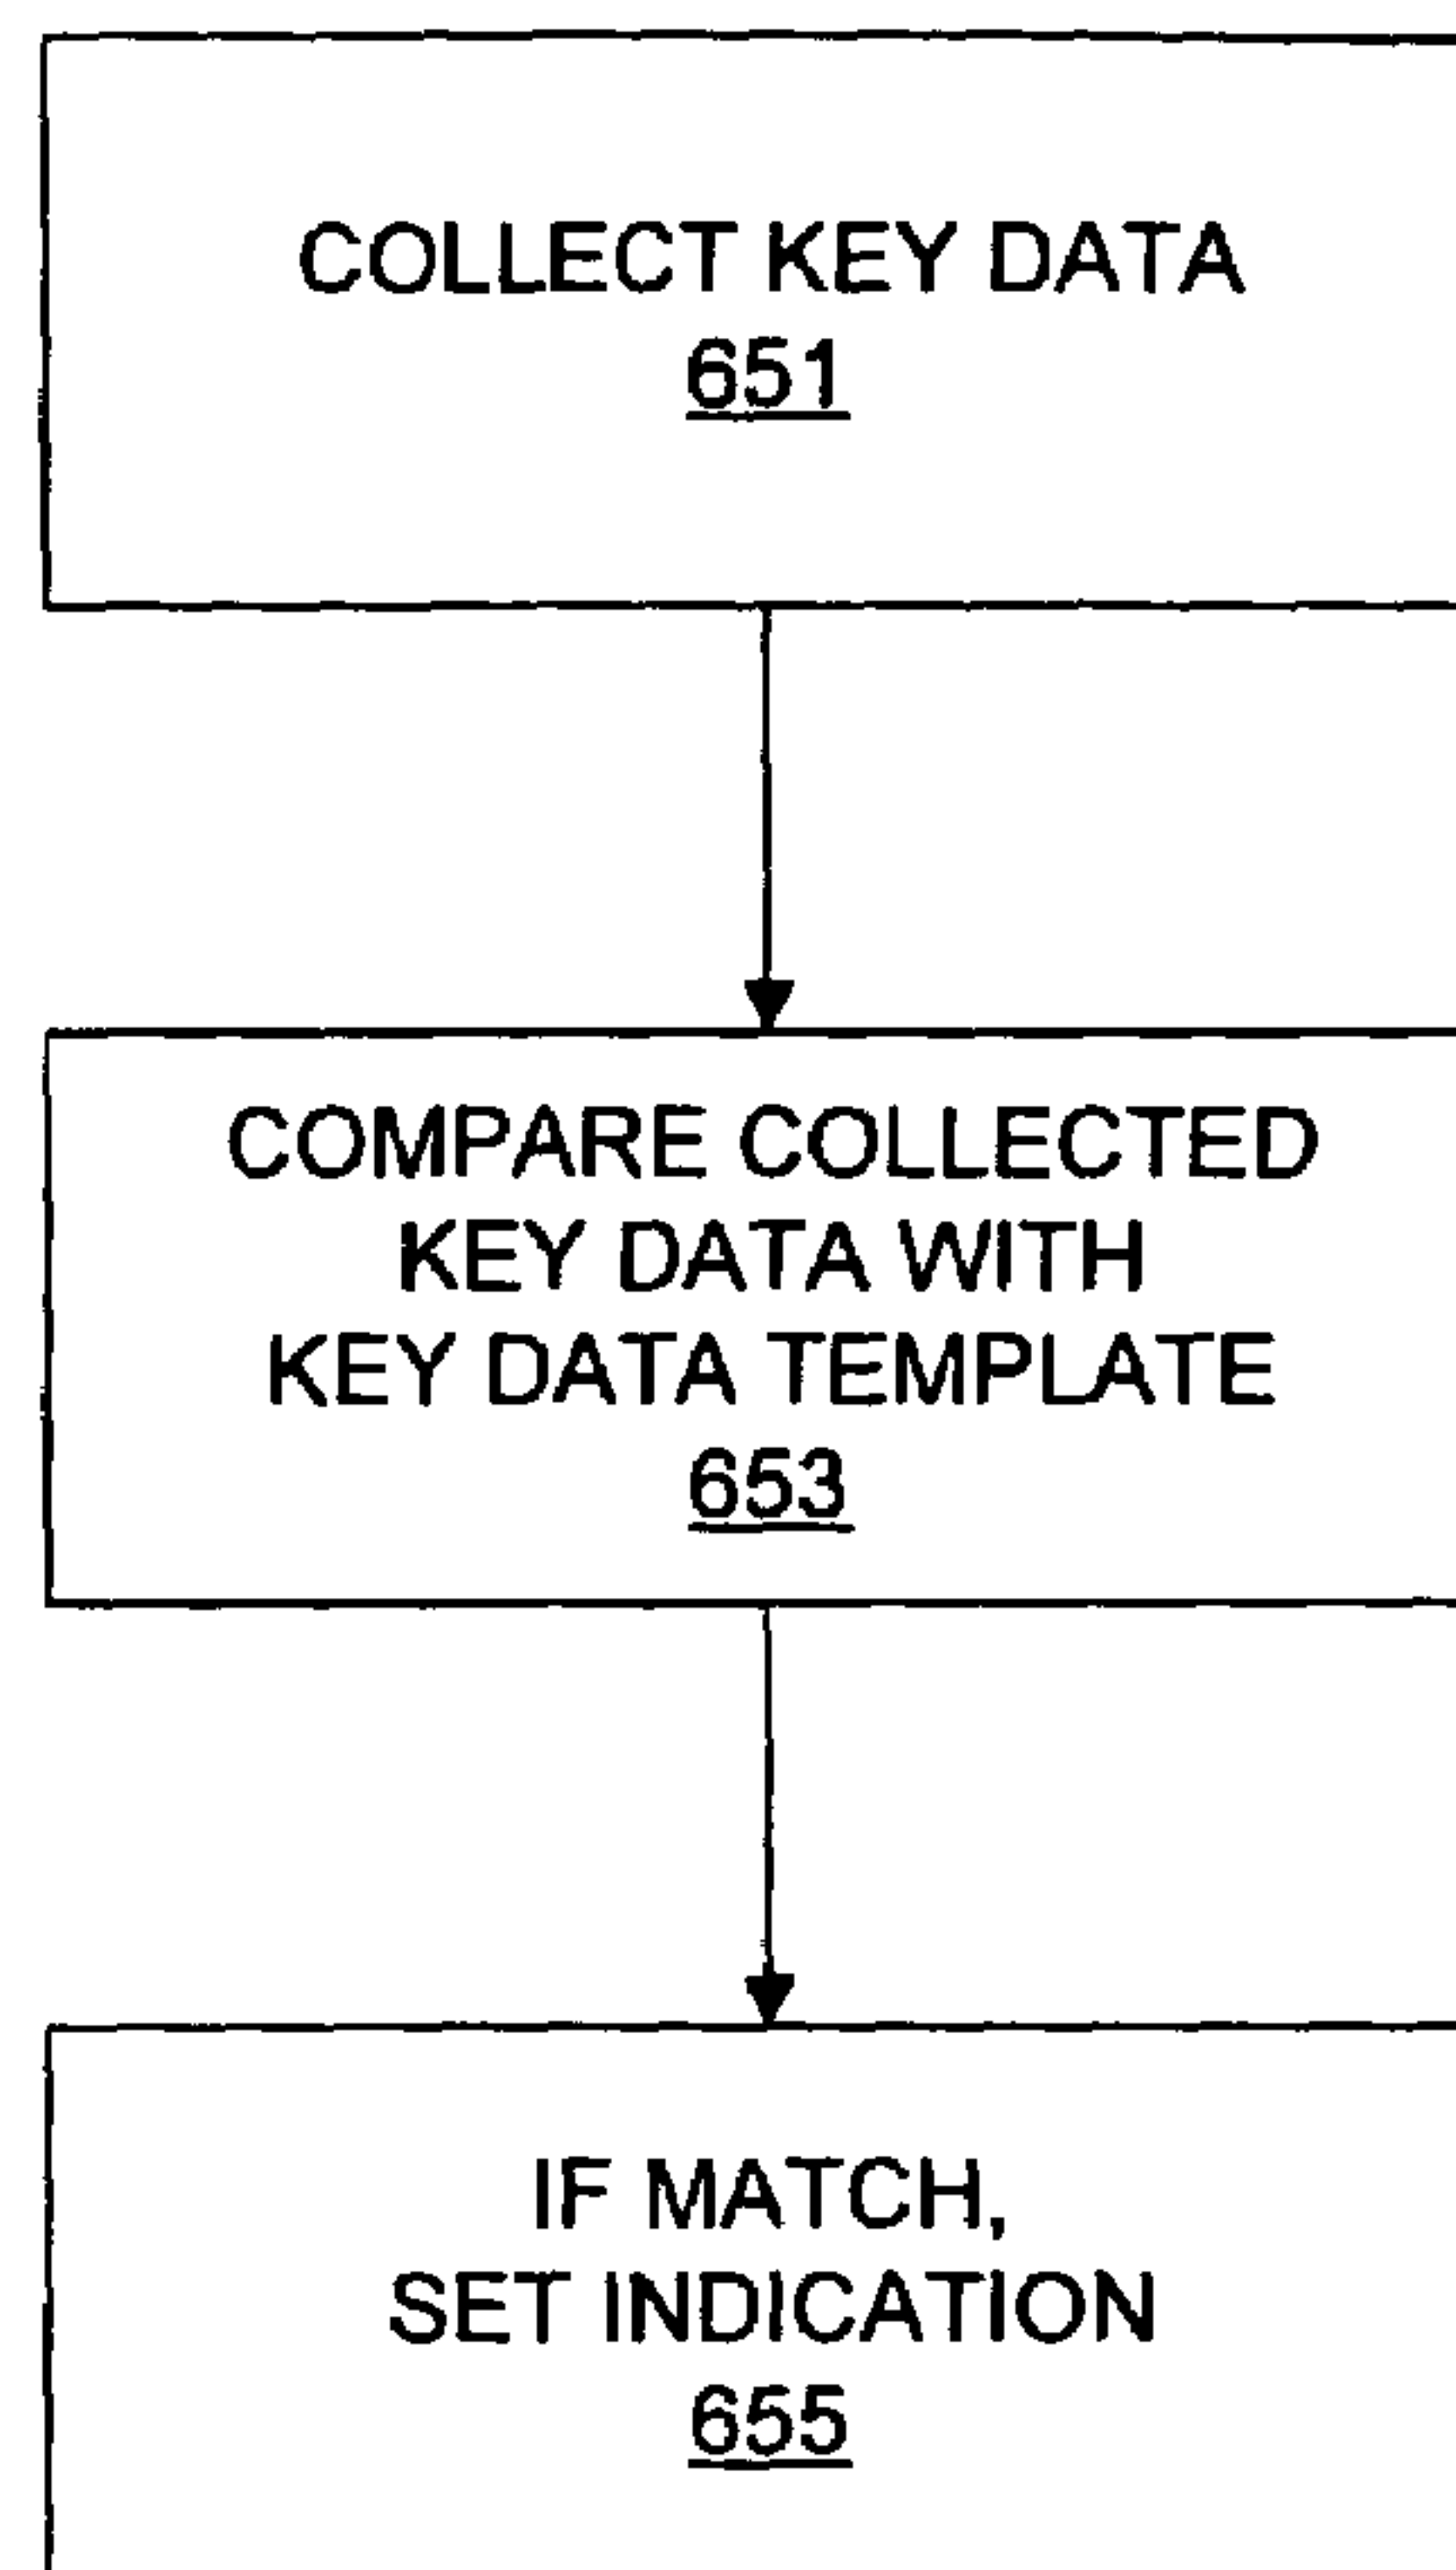 COLLECT KEY DATA
651
COMPARE COLLECTED
KEY DATA WITH
KEY DATA TEMPLATE
653
IF MATCH,
SET INDICATION
655